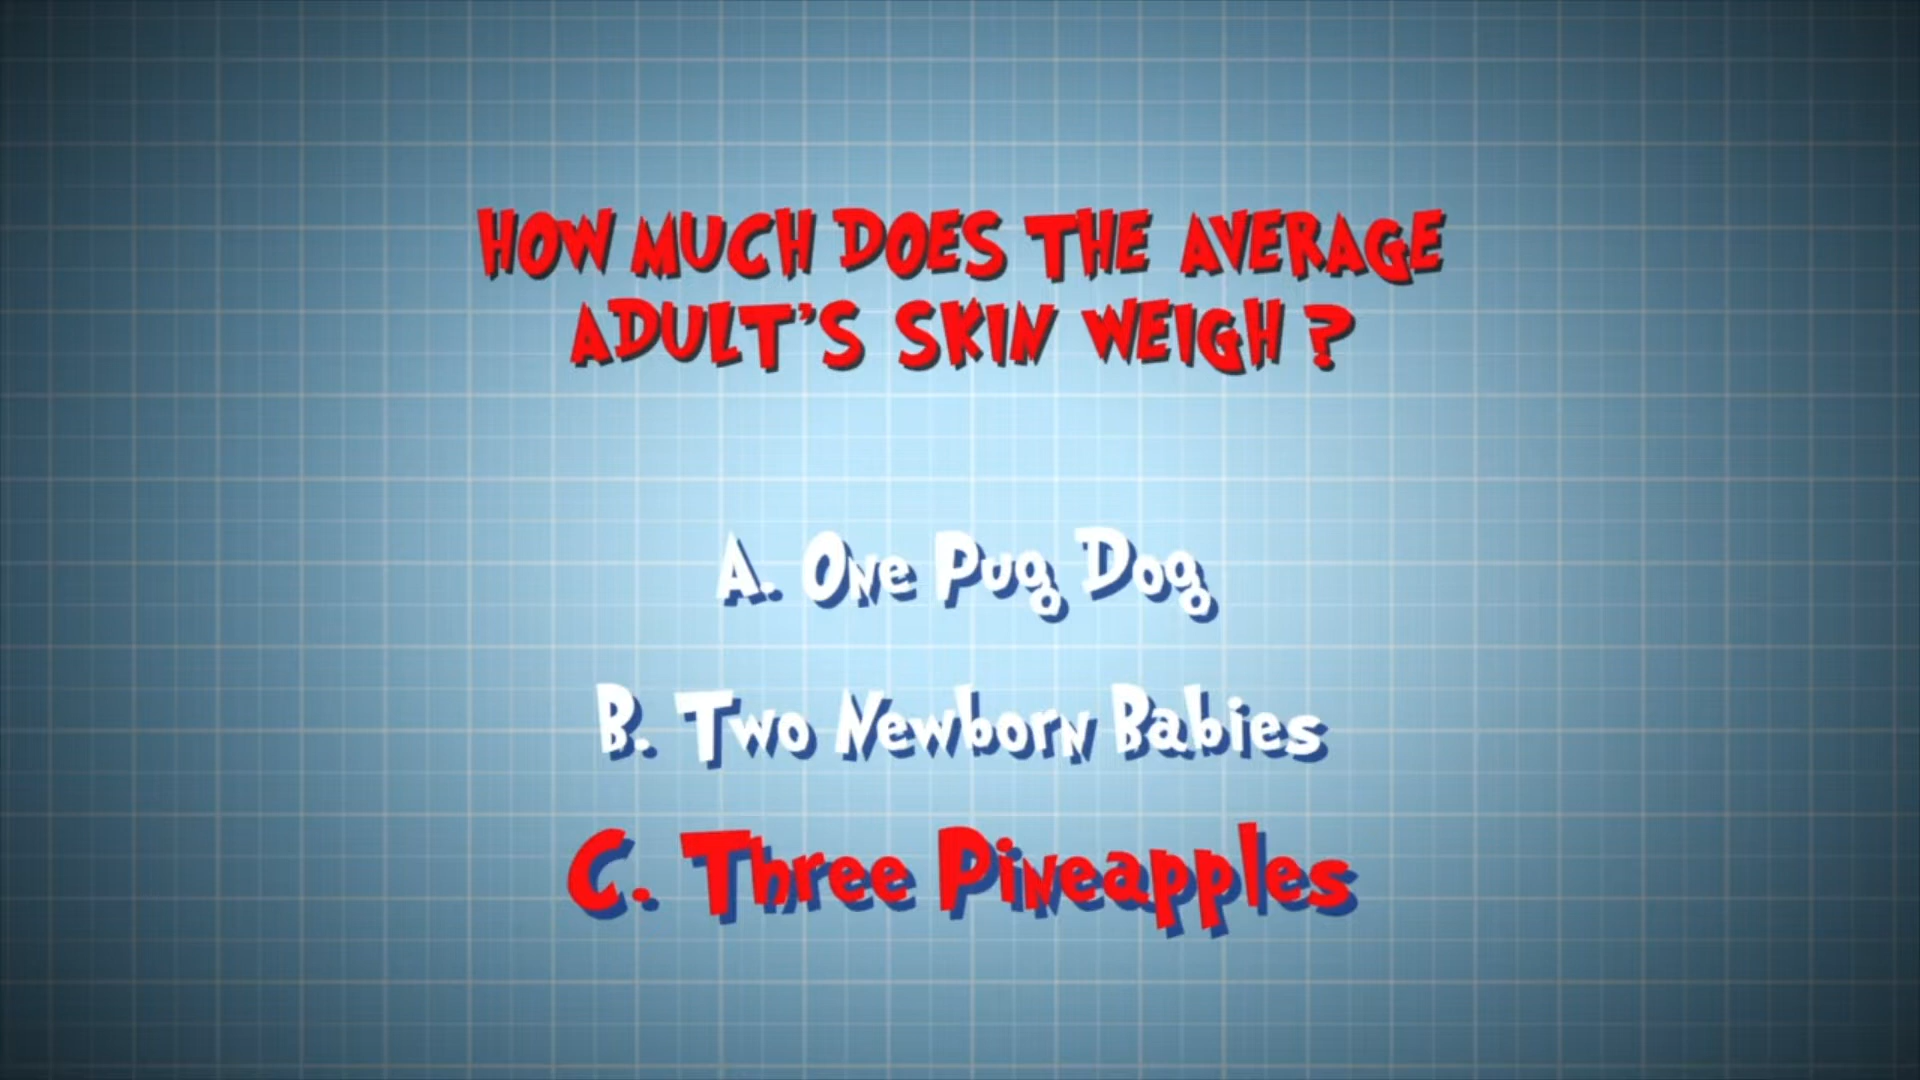 HOW MUCH DOES THE AVERAGE
ADULT'S SKIN WEIGH ?
A. One Pug Dog
B. Two Newborn Babies
C. Three Pineapples